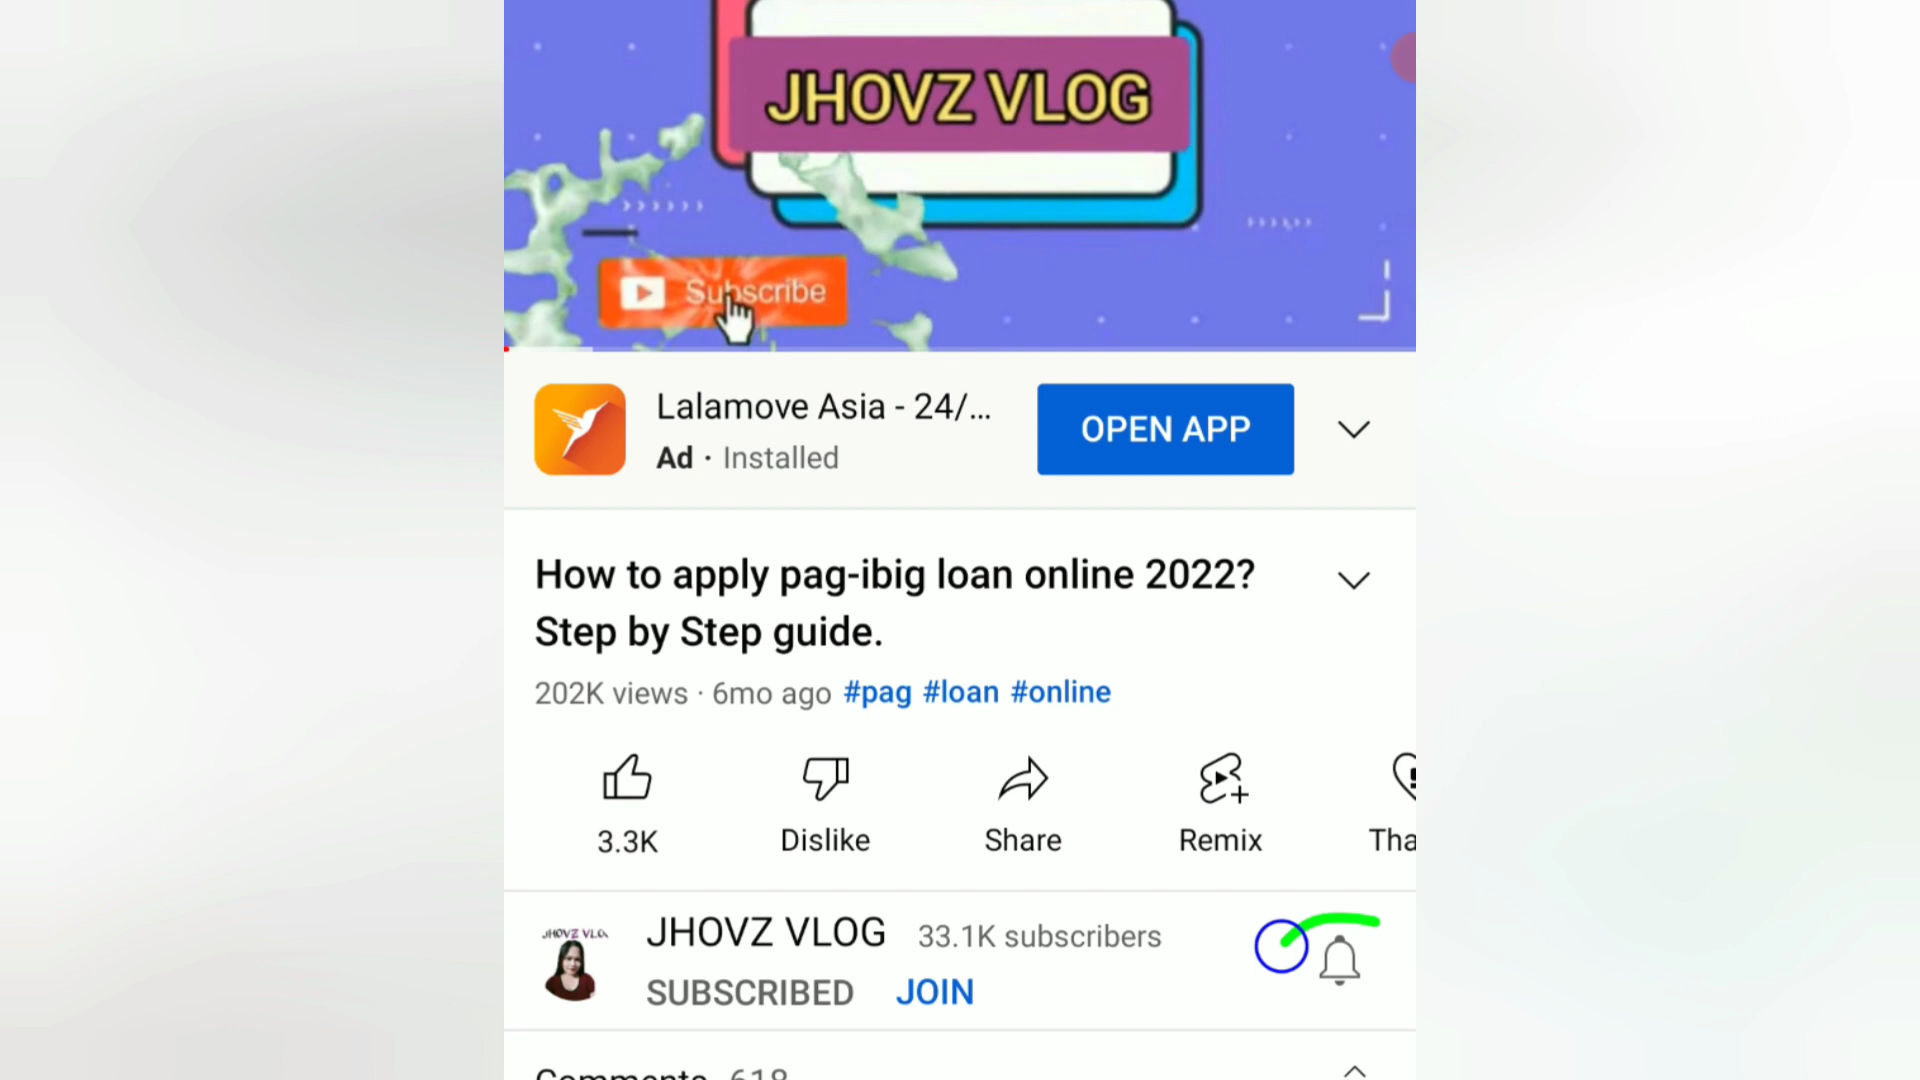 JHOVZ VLOG
Subscribe
Lalamove Asia - 24/...
OPEN APP
Ad · Installed
How to apply pag-ibig loan online 2022?
Step by Step guide.
202K views · 6mo ago #pag #loan #online
3.3K
Dislike
Share
Remix
Tha
JHOVZ VLOG
JHOVZ VLOG 33.1K subscribers
SUBSCRIBED JOIN
Comments 618